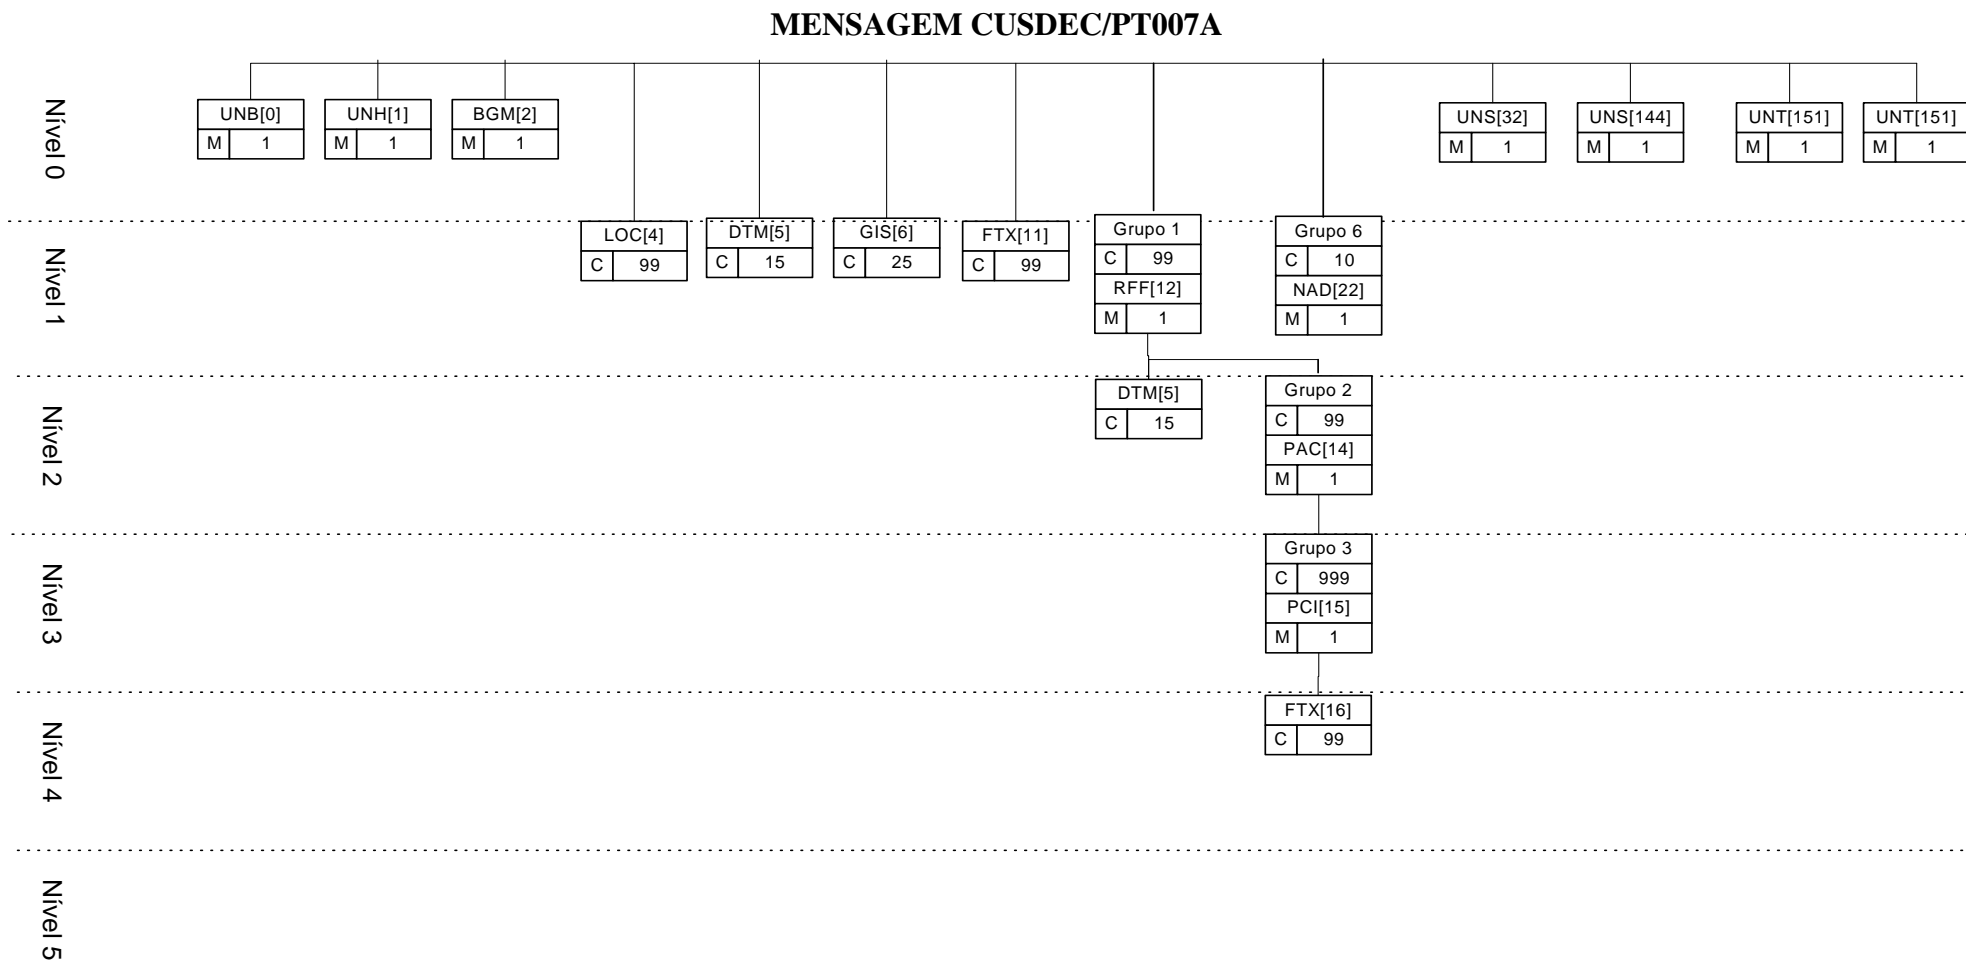 MENSAGEM CUSDEC/PT007A
Nível 0
UNB[0]
M 1
UNH[1]
M 1
BGM[2]
M 1
UNS[32]
M 1
UNS[144]
M 1
UNT[151]
M 1
UNT[151]
M 1
Nível 1
LOC[4]
C 99
DTM[5]
C 15
GIS[6]
C 25
FTX[11]
C 99
Grupo 1
C 99
RFF[12]
M 1
Grupo 6
C 10
NAD[22]
M 1
Nível 2
DTM[5]
C 15
Grupo 2
C 99
PAC[14]
M 1
Nível 3
Grupo 3
C 999
PCI[15]
M 1
Nível 4
FTX[16]
C 99
Nível 5